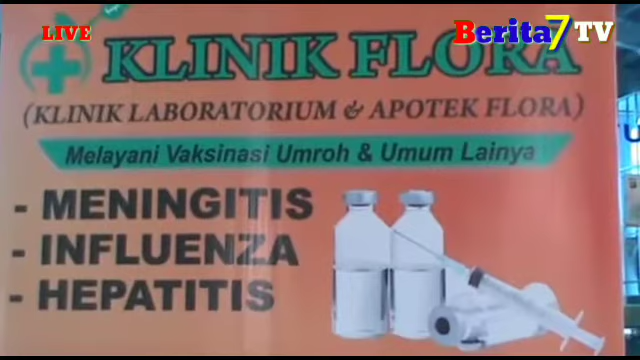 LIVE
Berita7TV
KLINIK FLORA
(KLINIK LABORATORIUM & APOTEK FLORA)
Melayani Vaksinasi Umroh & Umum Lainya
- MENINGITIS
- INFLUENZA
- HEPATITIS